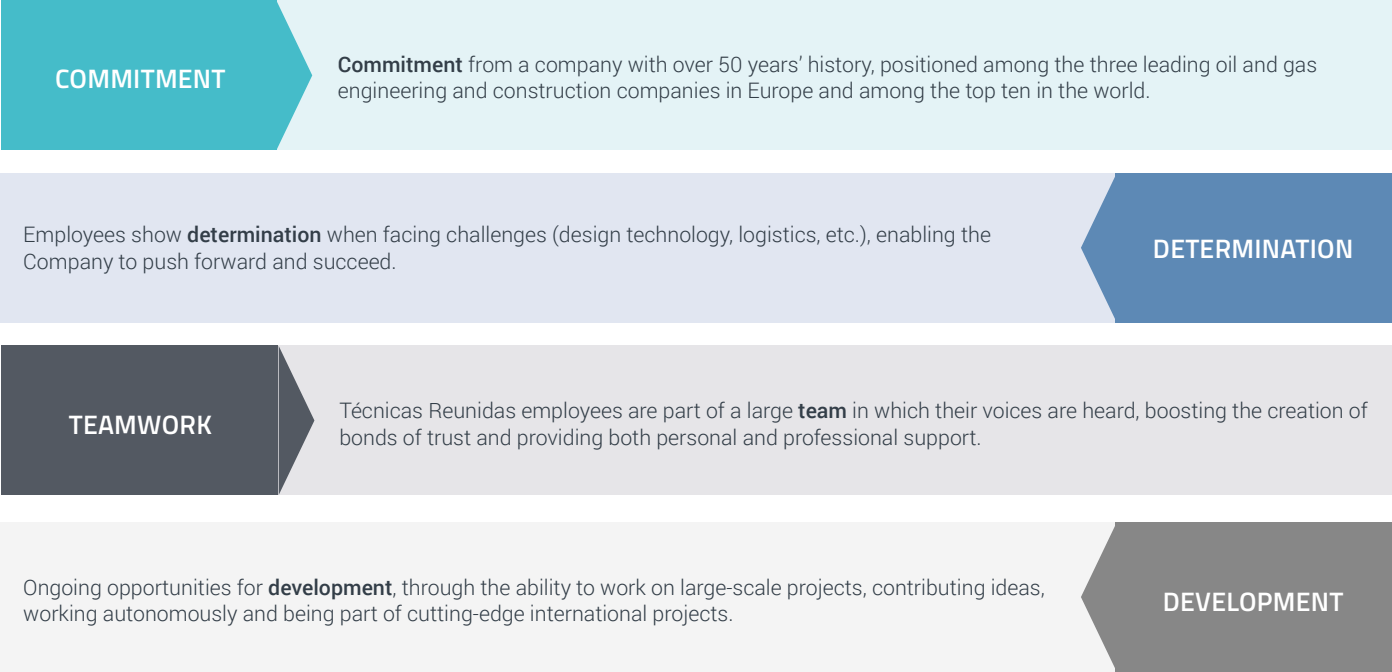 COMMITMENT
Commitment from a company with over 50 years’ history, positioned among the three leading oil and gas
engineering and construction companies in Europe and among the top ten in the world.
Employees show determination when facing challenges (design technology, logistics, etc.), enabling the
Company to push forward and succeed.
DETERMINATION
TEAMWORK
Técnicas Reunidas employees are part of a large team in which their voices are heard, boosting the creation of
bonds of trust and providing both personal and professional support.
Ongoing opportunities for development, through the ability to work on large-scale projects, contributing ideas,
working autonomously and being part of cutting-edge international projects.
DEVELOPMENT